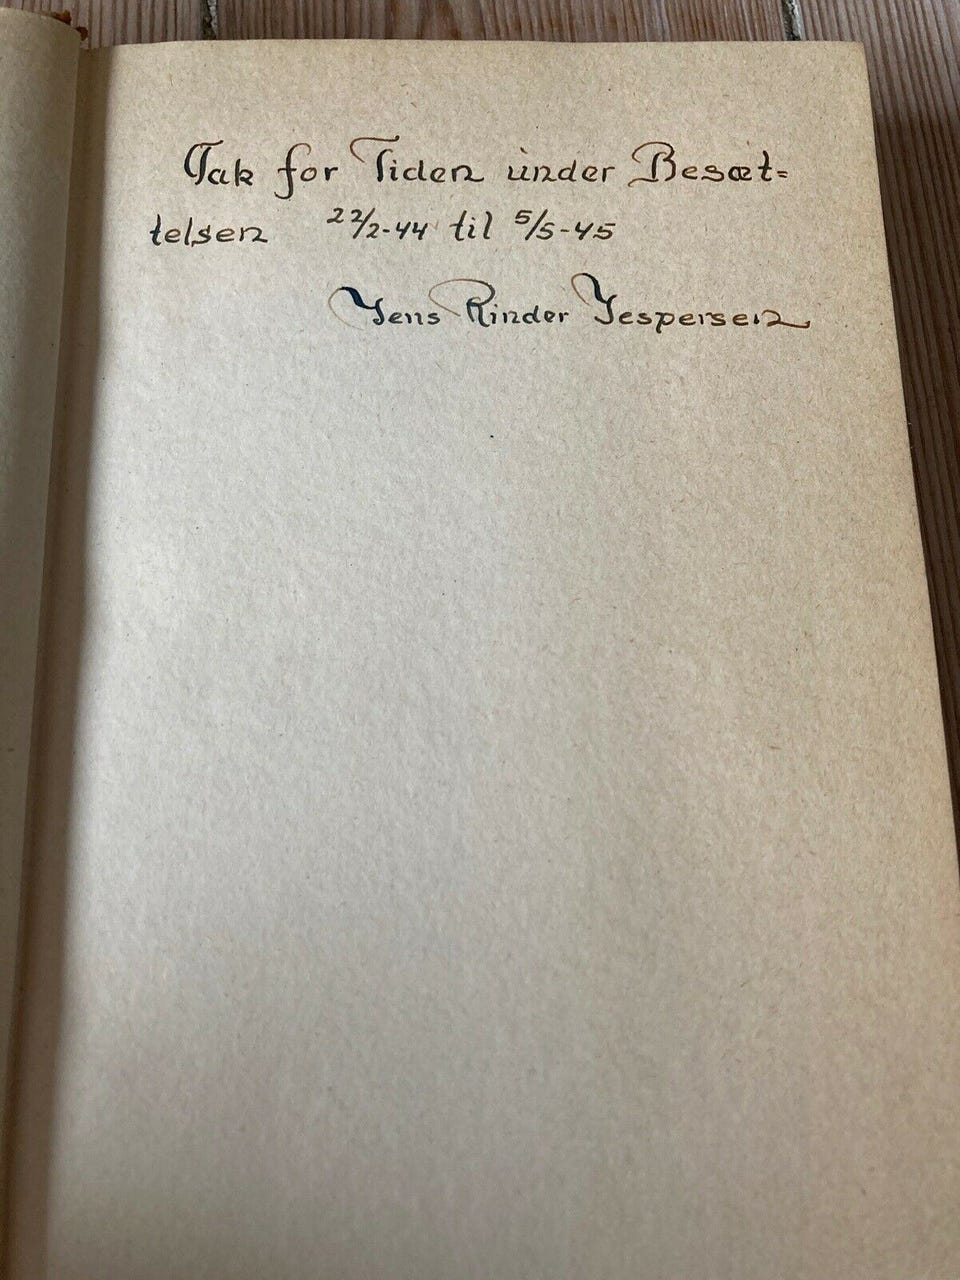 Tak for Tiden under Besæt=
telsen 22/2-44 til 5/5-45
Jens Rinder Jespersen